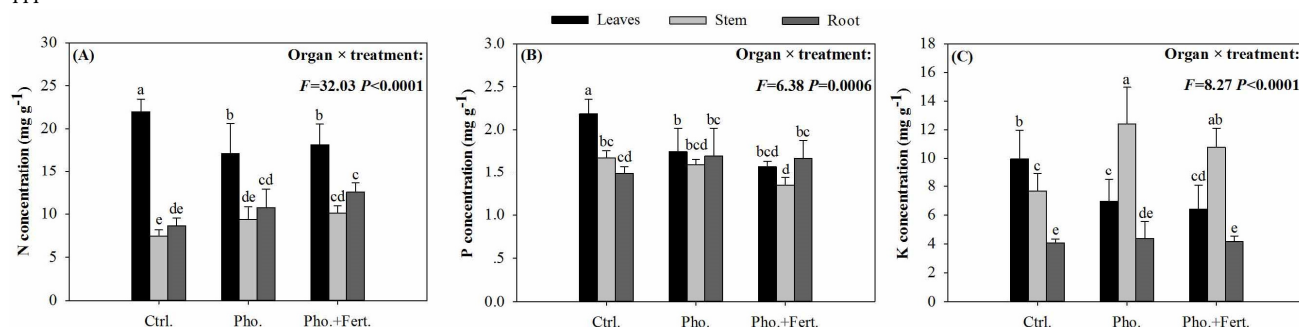 Leaves Stem Root
(A) Organ × treatment:
F=32.03 P<0.0001
N concentration (mg g-1)
30
25
20
15
10
5
0
a
e
de
b
de
cd
b
cd
c
Ctrl. Pho. Pho.+Fert.
(B) Organ × treatment:
F=6.38 P=0.0006
P concentration (mg g-1)
3.0
2.5
2.0
1.5
1.0
.5
0.0
a
bc
cd
b
bcd
bc
bcd
d
bc
Ctrl. Pho. Pho.+Fert.
(C) Organ × treatment:
F=8.27 P<0.0001
K concentration (mg g-1)
18
16
14
12
10
8
6
4
2
0
b
c
e
c
a
de
cd
ab
e
Ctrl. Pho. Pho.+Fert.